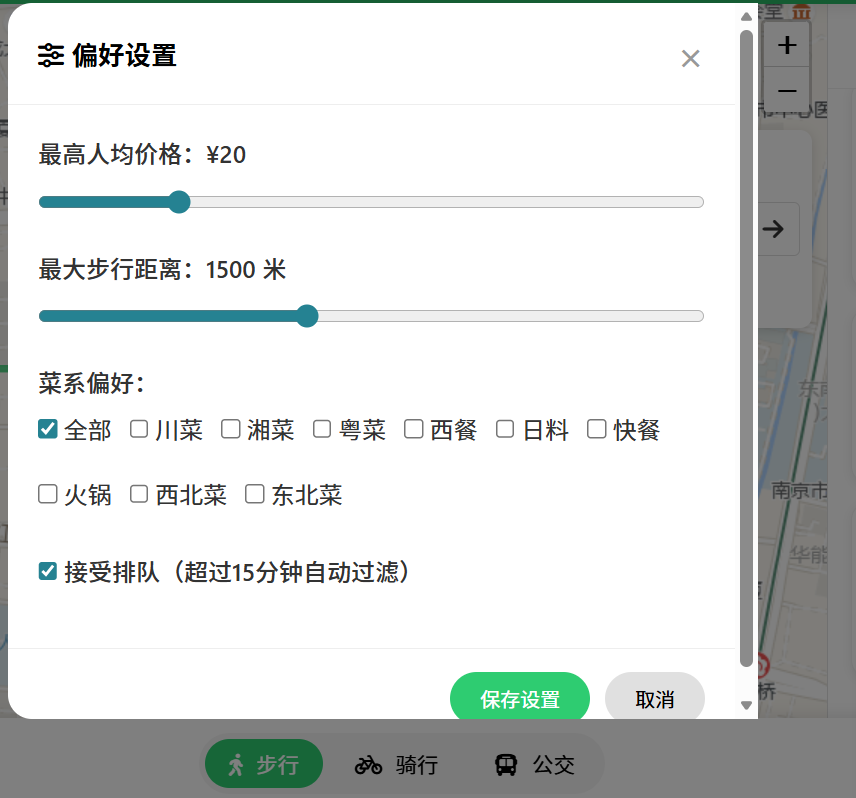 偏好设置
×
最高人均价格：¥20
最大步行距离：1500 米
菜系偏好：
全部 川菜 湘菜 粤菜 西餐 日料 快餐
火锅 西北菜 东北菜
接受排队（超过15分钟自动过滤）
保存设置 取消
步行 骑行 公交
+
−
南京市
华能
桥